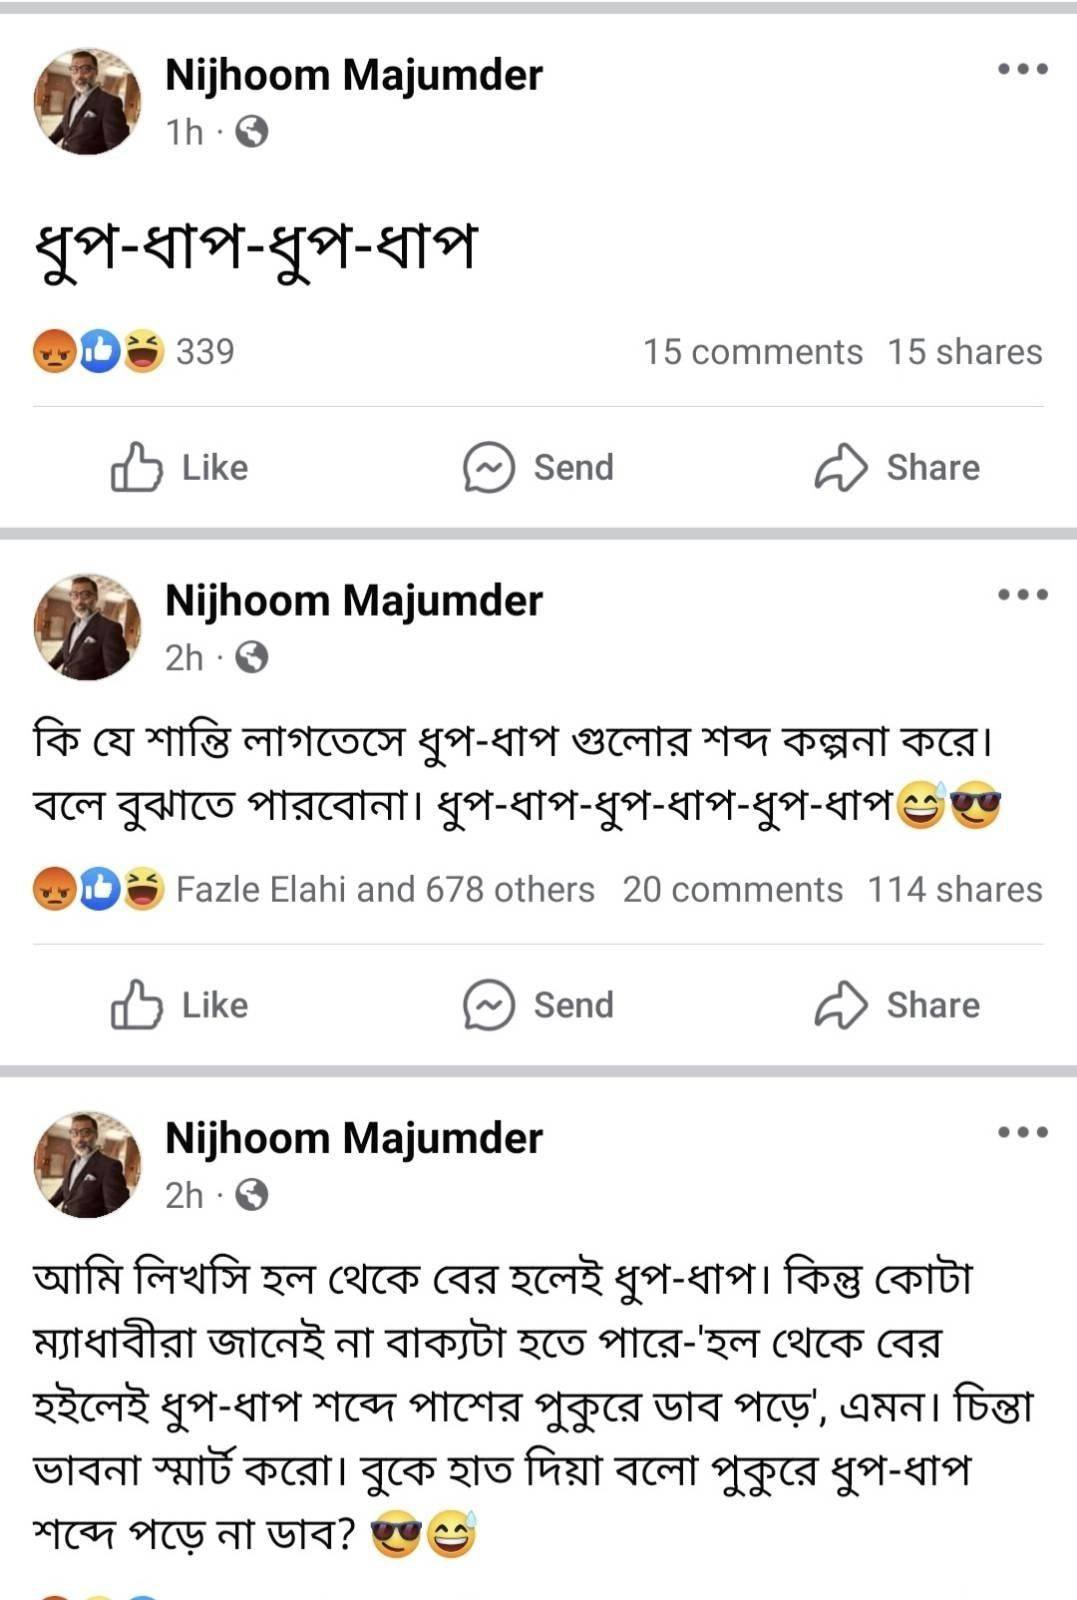 Nijhoom Majumder
1h ·
ধুপ-ধাপ-ধুপ-ধাপ
339
15 comments 15 shares
Like Send Share
Nijhoom Majumder
2h ·
কি যে শান্তি লাগতেসে ধুপ-ধাপ গুলোর শব্দ কল্পনা করে।
বলে বুঝাতে পারবোনা। ধুপ-ধাপ-ধুপ-ধাপ-ধুপ-ধাপ😅😎
Fazle Elahi and 678 others 20 comments 114 shares
Like Send Share
Nijhoom Majumder
2h ·
আমি লিখসি হল থেকে বের হলেই ধুপ-ধাপ। কিন্তু কোটা
ম্যাধাবীরা জানেই না বাক্যটা হতে পারে-'হল থেকে বের
হইলেই ধুপ-ধাপ শব্দে পাশের পুকুরে ডাব পড়ে', এমন। চিন্তা
ভাবনা স্মার্ট করো। বুকে হাত দিয়া বলো পুকুরে ধুপ-ধাপ
শব্দে পড়ে না ডাব? 😎😅